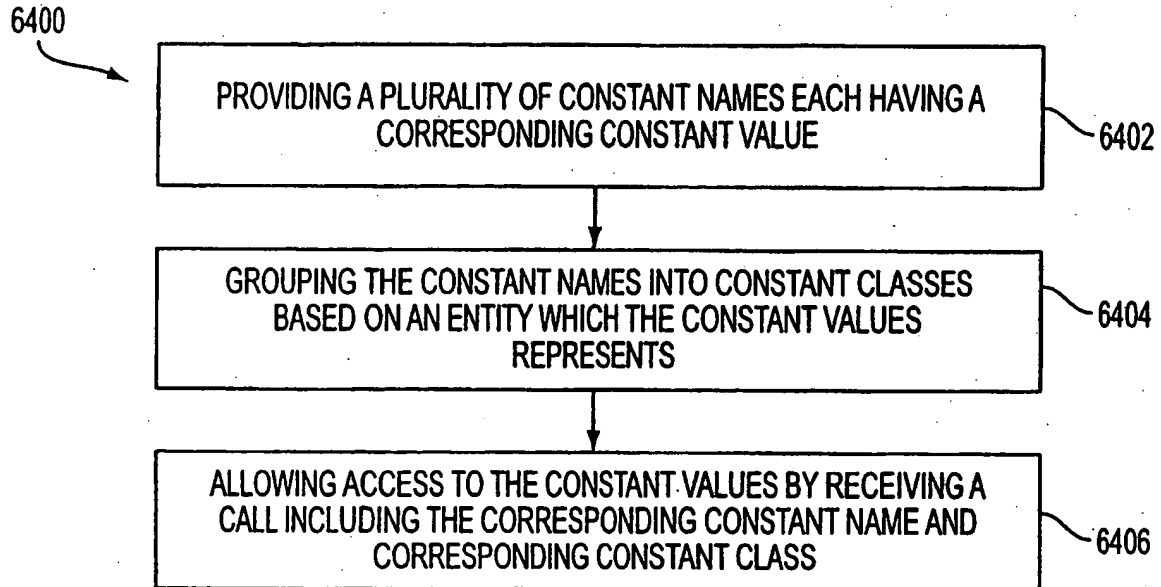 6400
PROVIDING A PLURALITY OF CONSTANT NAMES EACH HAVING A
CORRESPONDING CONSTANT VALUE
6402
GROUPING THE CONSTANT NAMES INTO CONSTANT CLASSES
BASED ON AN ENTITY WHICH THE CONSTANT VALUES
REPRESENTS
6404
ALLOWING ACCESS TO THE CONSTANT VALUES BY RECEIVING A
CALL INCLUDING THE CORRESPONDING CONSTANT NAME AND
CORRESPONDING CONSTANT CLASS
6406